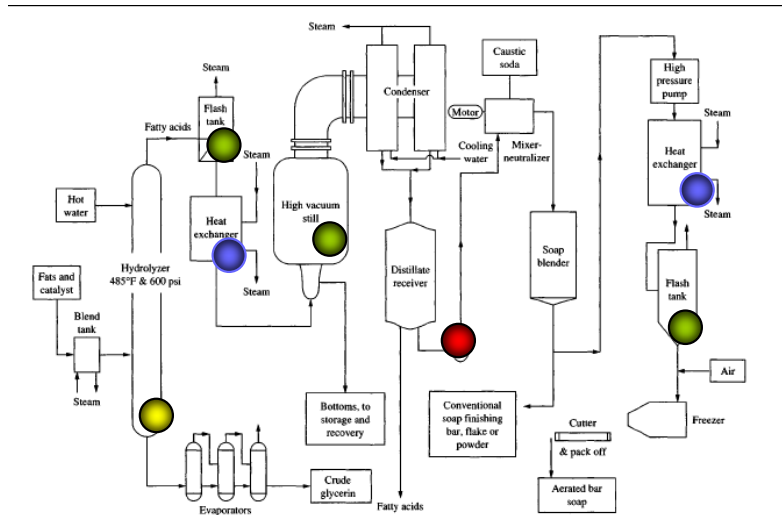 Steam
Condenser
Caustic
soda
Motor
Mixer-
neutralizer
Cooling
water
High
pressure
pump
Steam
Heat
exchanger
Steam
Steam
Flash
tank
Fatty acids
Steam
Hot
water
Heat
exchanger
Steam
High vacuum
still
Hydrolyzer
485°F & 600 psi
Fats and
catalyst
Blend
tank
Steam
Distillate
receiver
Soap
blender
Flash
tank
Air
Freezer
Bottoms, to
storage and
recovery
Conventional
soap finishing
bar, flake or
powder
Cutter
& pack off
Aerated bar
soap
Crude
glycerin
Evaporators
Fatty acids